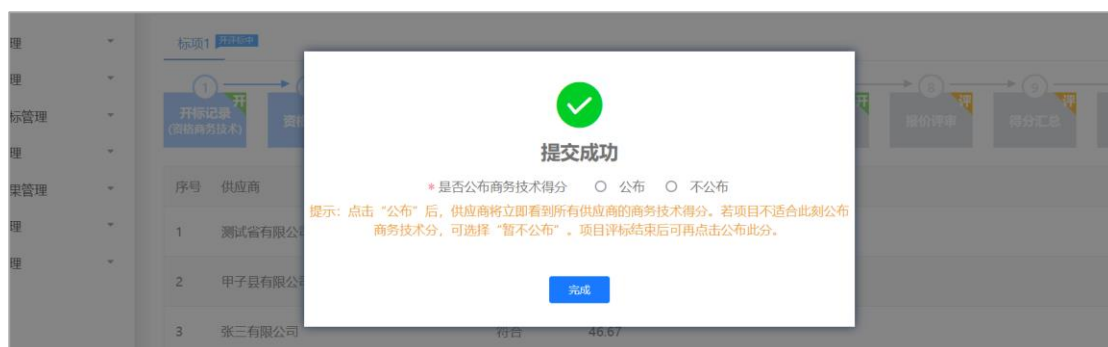 理
理
标管理
理
果管理
理
理
标项1 开评标中
1
开标记录
(资格商务技术)
开
资格
开
8
报价评审
评
9
得分汇总
评
提交成功
* 是否公布商务技术得分 公布 不公布
提示：点击“公布”后，供应商将立即看到所有供应商的商务技术得分。若项目不适合此刻公布
商务技术分，可选择“暂不公布”。项目评标结束后可再点击公布此分。
完成
序号 供应商
1 测试省有限公
2 甲子县有限公
3 张三有限公司 符合 46.67